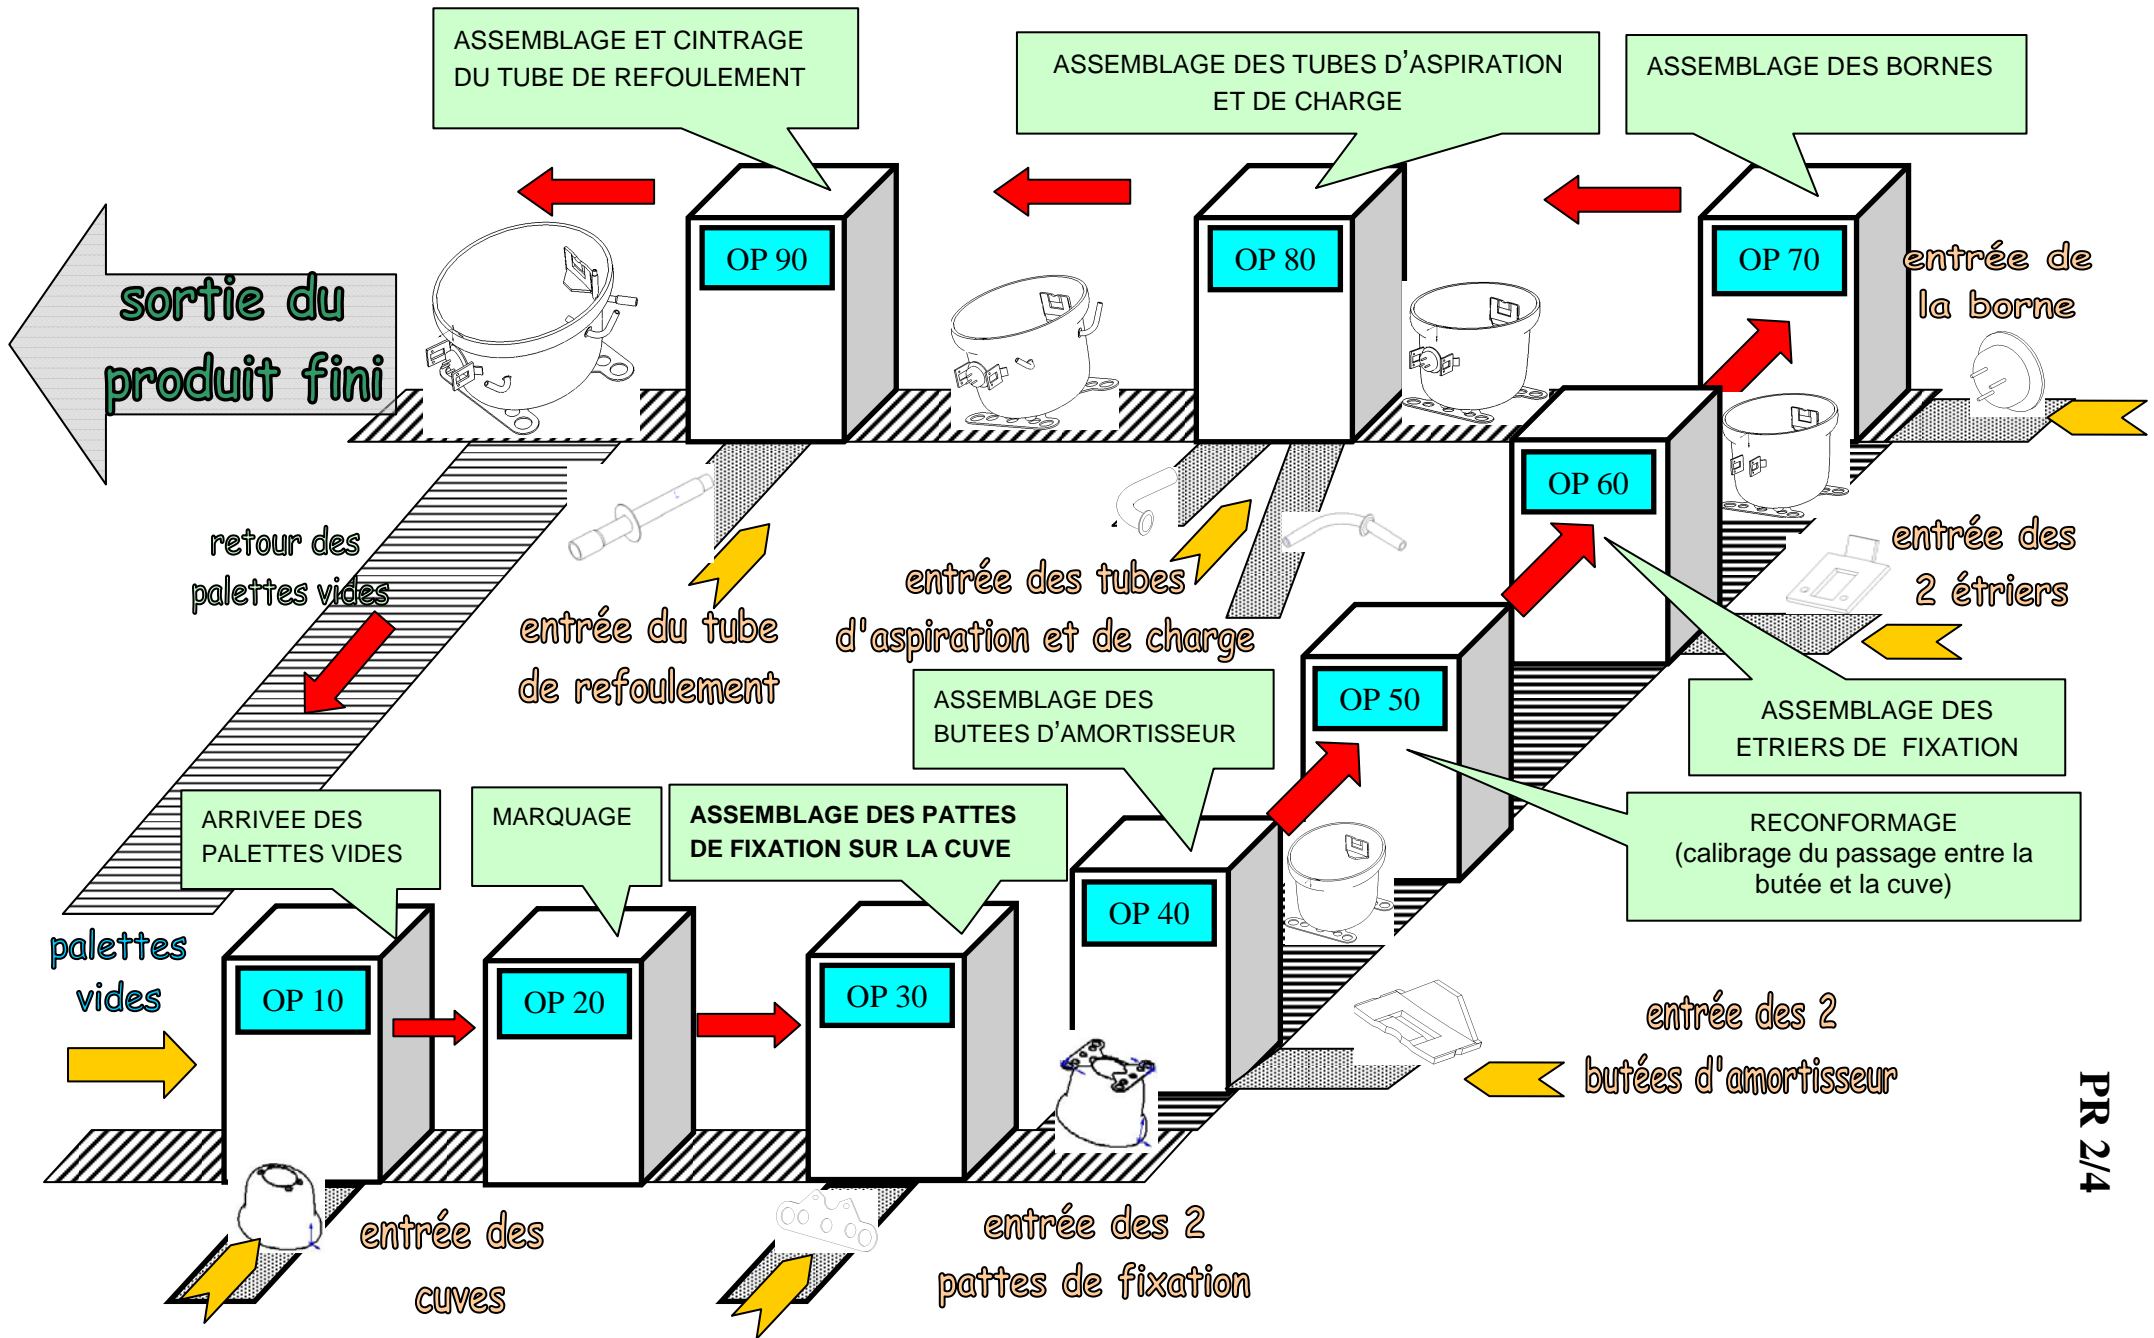 ASSEMBLAGE ET CINTRAGE
DU TUBE DE REFOULEMENT
ASSEMBLAGE DES TUBES D’ASPIRATION
ET DE CHARGE
ASSEMBLAGE DES BORNES
OP 90
OP 80
OP 70
entrée de
la borne
sortie du
produit fini
OP 60
retour des
palettes vides
entrée du tube
de refoulement
entrée des tubes
d'aspiration et de charge
entrée des
2 étriers
ASSEMBLAGE DES
BUTEES D’AMORTISSEUR
OP 50
ASSEMBLAGE DES
ETRIERS DE FIXATION
ARRIVEE DES
PALETTES VIDES
MARQUAGE
ASSEMBLAGE DES PATTES
DE FIXATION SUR LA CUVE
RECONFORMAGE
(calibrage du passage entre la
butée et la cuve)
OP 40
palettes
vides
OP 10
OP 20
OP 30
entrée des 2
butées d'amortisseur
PR 2/4
entrée des
cuves
entrée des 2
pattes de fixation